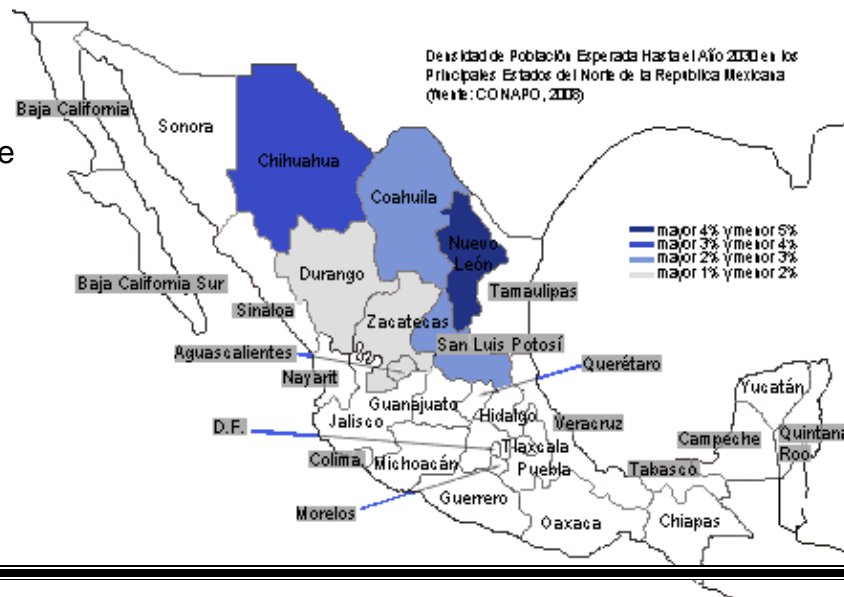 Densidad de Población Esperada Hasta el Año 2030 en los
Principales Estados del Norte de la Republica Mexicana
(fuente: CONAPO, 2008)
e
Baja California
Sonora
Chihuahua
Coahuila
mayor 4% y menor 5%
mayor 3% y menor 4%
mayor 2% y menor 3%
mayor 1% y menor 2%
Nuevo
León
Durango
Baja California Sur
Tamaulipas
Sinaloa
Zacatecas
San Luis Potosí
Aguascalientes
Querétaro
Nayarit
Yucatán
Guanajuato
Hidalgo
Jalisco
Veracruz
D.F.
Campeche
Quintana
Roo
Tlaxcala
Colima
Michoacán
Puebla
Tabasco
Guerrero
Morelos
Oaxaca
Chiapas